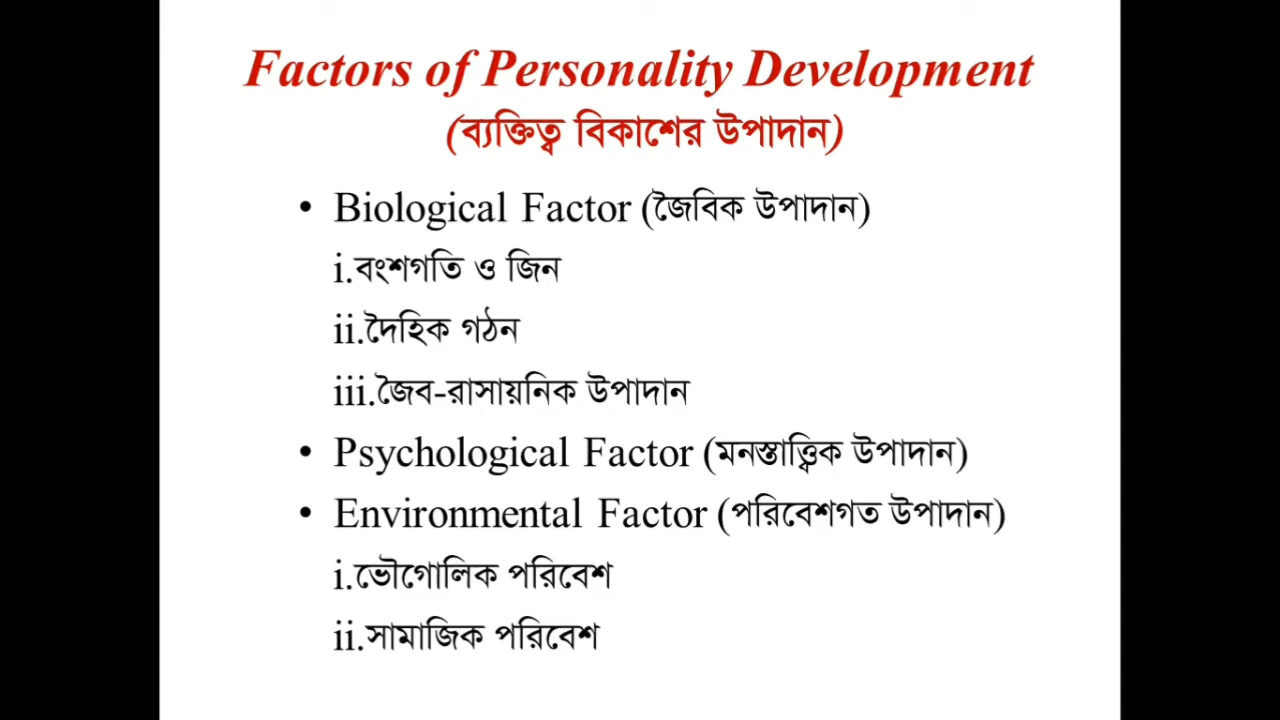 Factors of Personality Development
(ব্যক্তিত্ব বিকাশের উপাদান)
• Biological Factor (জৈবিক উপাদান)
i.বংশগতি ও জিন
ii.দৈহিক গঠন
iii.জৈব-রাসায়নিক উপাদান
• Psychological Factor (মনস্তাত্ত্বিক উপাদান)
• Environmental Factor (পরিবেশগত উপাদান)
i.ভৌগোলিক পরিবেশ
ii.সামাজিক পরিবেশ